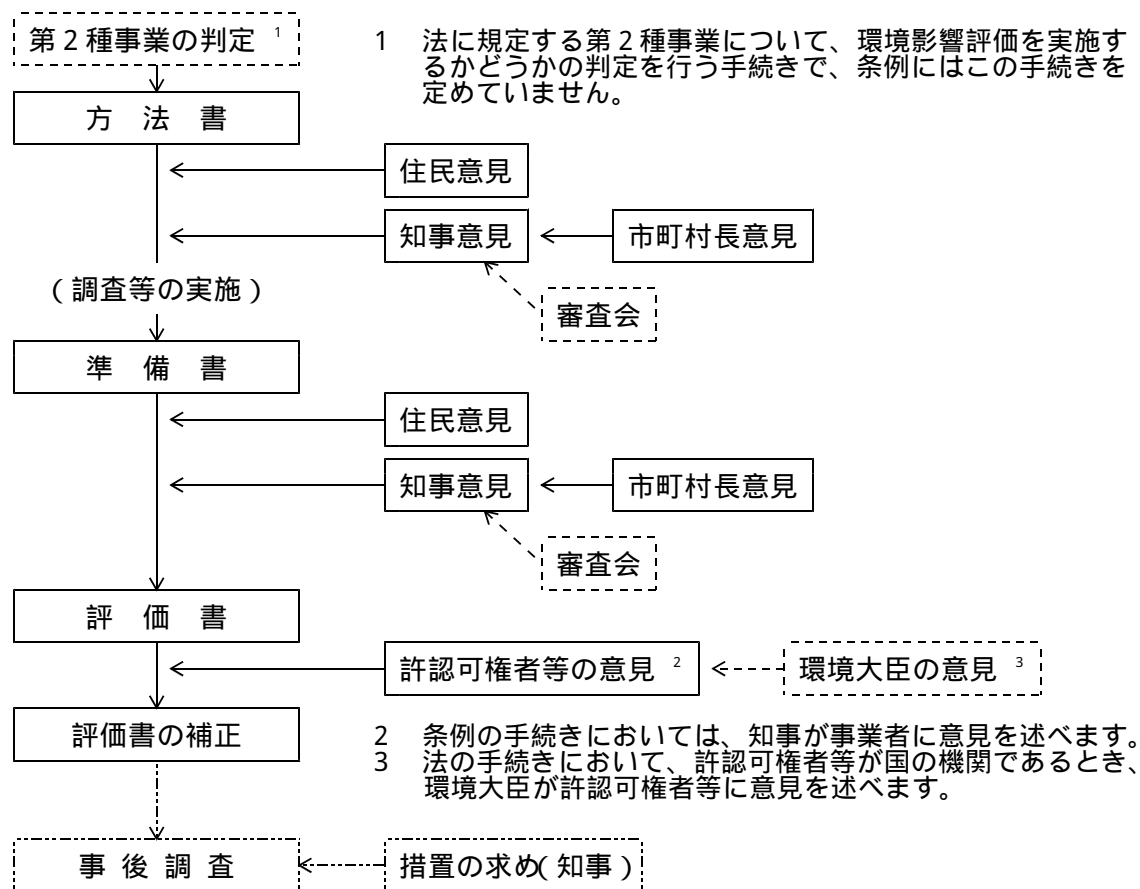 第２種事業の判定 1
1 法に規定する第２種事業について、環境影響評価を実施す
るかどうかの判定を行う手続きで、条例にはこの手続きを
定めていません。
方 法 書
住民意見
知事意見
市町村長意見
(調査等の実施)
審査会
準 備 書
住民意見
知事意見
市町村長意見
審査会
評 価 書
許認可権者等の意見 2
環境大臣の意見 3
評価書の補正
2 条例の手続きにおいては、知事が事業者に意見を述べます。
3 法の手続きにおいて、許認可権者等が国の機関であるとき、
環境大臣が許認可権者等に意見を述べます。
事 後 調 査
措置の求め(知事)